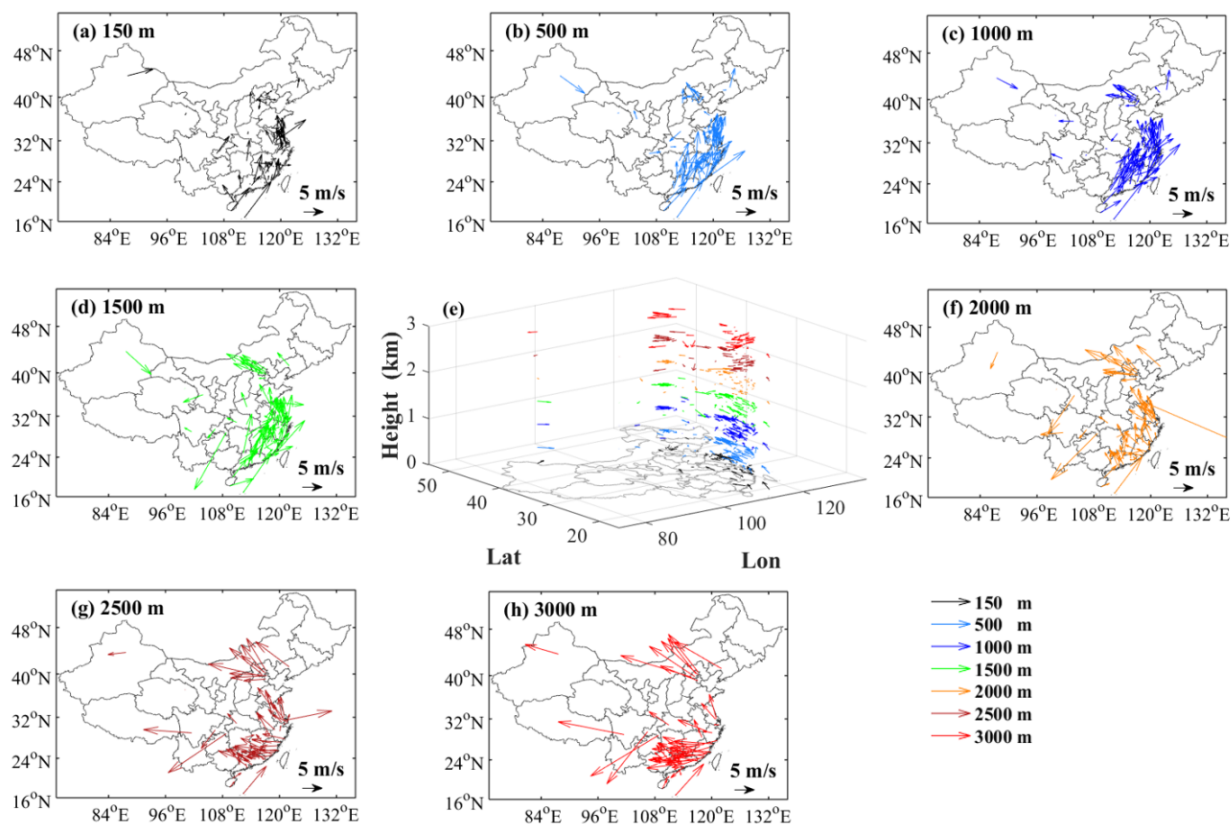 (a) 150 m
48°N
40°N
32°N
24°N
16°N
5 m/s
84°E 96°E 108°E 120°E 132°E
(b) 500 m
48°N
40°N
32°N
24°N
16°N
5 m/s
84°E 96°E 108°E 120°E 132°E
(c) 1000 m
48°N
40°N
32°N
24°N
16°N
5 m/s
84°E 96°E 108°E 120°E 132°E
(d) 1500 m
48°N
40°N
32°N
24°N
16°N
5 m/s
84°E 96°E 108°E 120°E 132°E
(e)
Height (km)
3
2
1
0
50
40
30
20
Lat
80
100
120
Lon
(f) 2000 m
48°N
40°N
32°N
24°N
16°N
5 m/s
84°E 96°E 108°E 120°E 132°E
(g) 2500 m
48°N
40°N
32°N
24°N
16°N
5 m/s
84°E 96°E 108°E 120°E 132°E
(h) 3000 m
48°N
40°N
32°N
24°N
16°N
5 m/s
84°E 96°E 108°E 120°E 132°E
150 m
500 m
1000 m
1500 m
2000 m
2500 m
3000 m